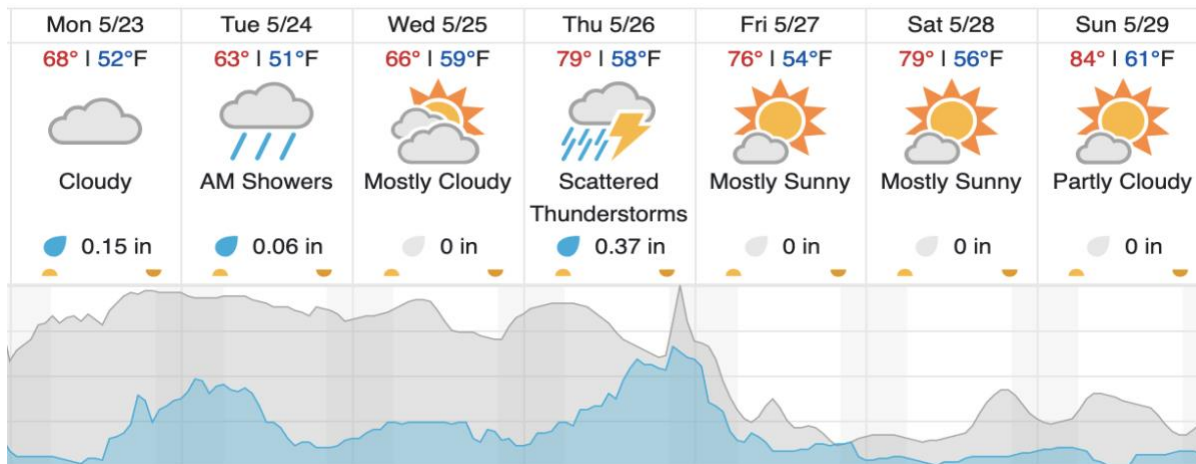 Mon 5/23 Tue 5/24 Wed 5/25 Thu 5/26 Fri 5/27 Sat 5/28 Sun 5/29
68° | 52°F 63° | 51°F 66° | 59°F 79° | 58°F 76° | 54°F 79° | 56°F 84° | 61°F
Cloudy AM Showers Mostly Cloudy Scattered Mostly Sunny Mostly Sunny Partly Cloudy
Thunderstorms
0.15 in 0.06 in 0 in 0.37 in 0 in 0 in 0 in